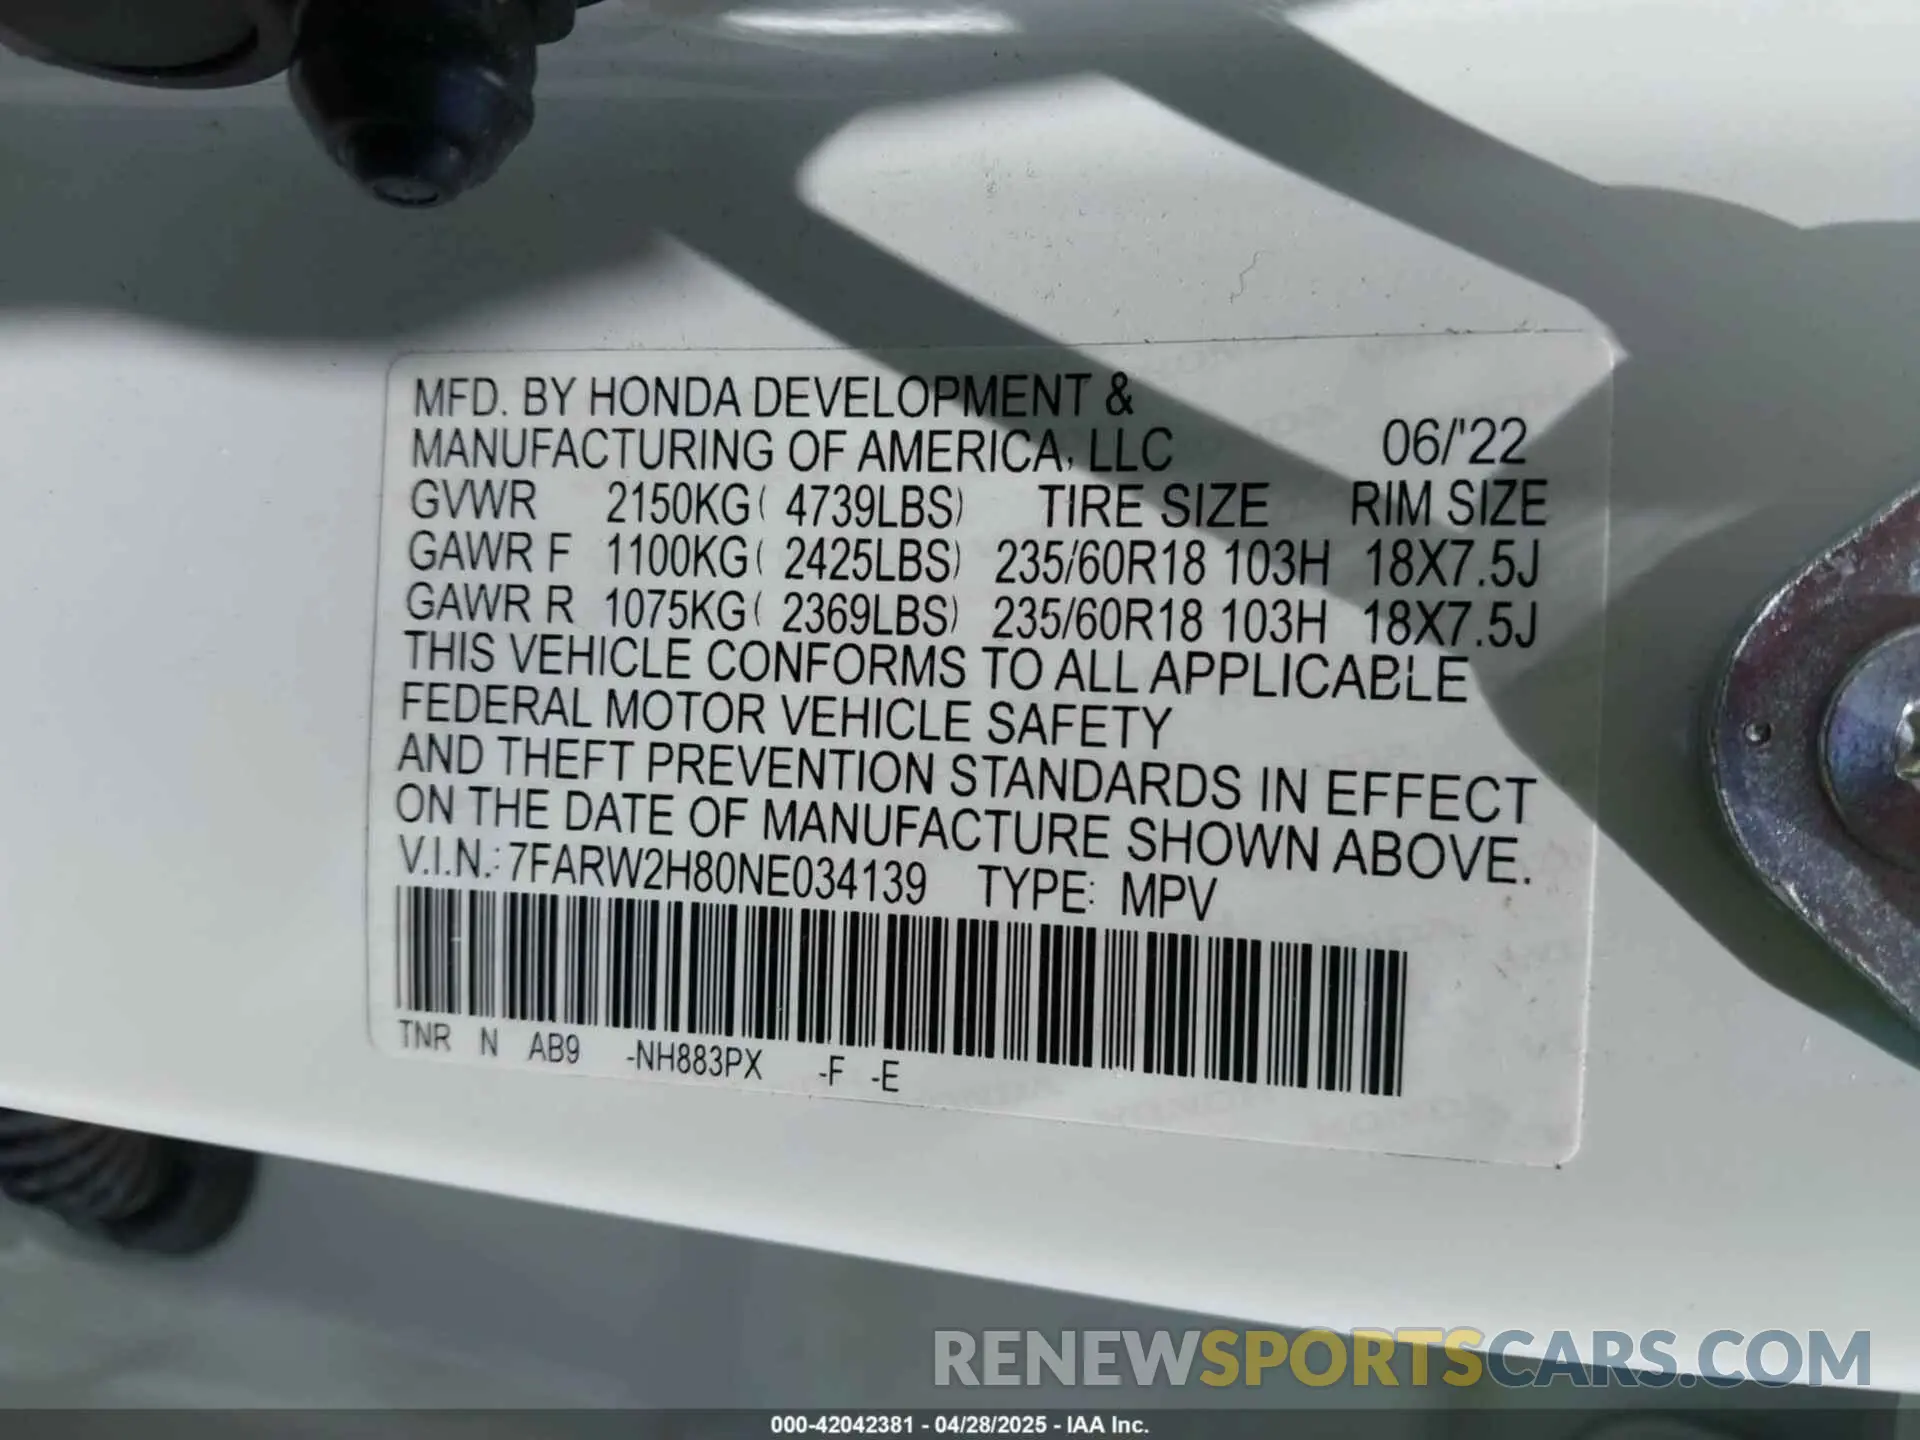 MFD. BY HONDA DEVELOPMENT &
MANUFACTURING OF AMERICA, LLC 06/'22
GVWR 2150KG( 4739LBS) TIRE SIZE RIM SIZE
GAWR F 1100KG( 2425LBS) 235/60R18 103H 18X7.5J
GAWR R 1075KG( 2369LBS) 235/60R18 103H 18X7.5J
THIS VEHICLE CONFORMS TO ALL APPLICABLE
FEDERAL MOTOR VEHICLE SAFETY
AND THEFT PREVENTION STANDARDS IN EFFECT
ON THE DATE OF MANUFACTURE SHOWN ABOVE.
V.I.N.: 7FARW2H80NE034139 TYPE: MPV
TNR N AB9 -NH883PX -F -E
RENEWSPORTSCARS.COM
000-42042381 - 04/28/2025 - IAA Inc.